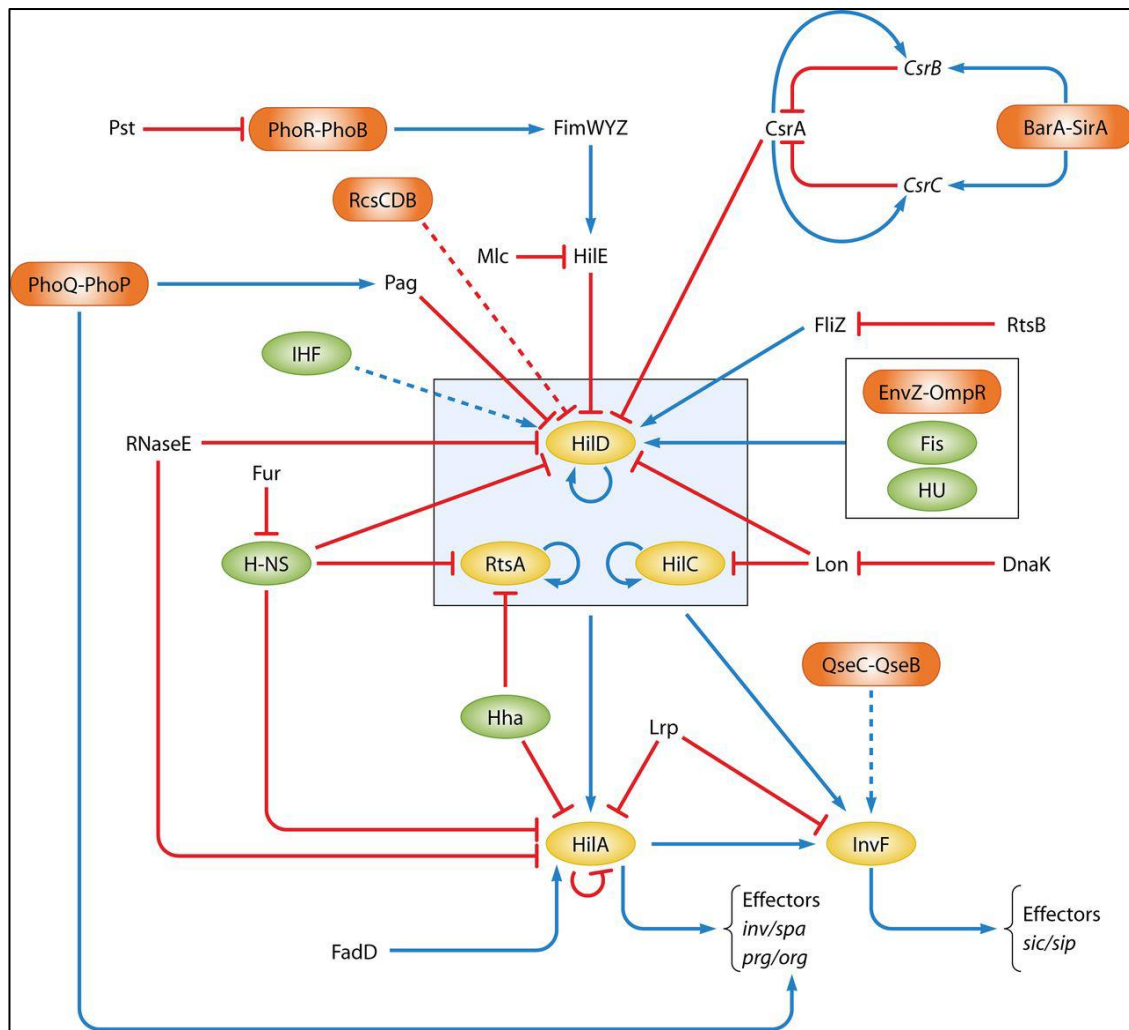 CsrB
Pst
PhoR-PhoB
FimWYZ
CsrA
BarA-SirA
RcsCDB
CsrC
Mlc
HilE
PhoQ-PhoP
Pag
FliZ
RtsB
IHF
EnvZ-OmpR
HilD
Fis
RNaseE
Fur
HU
H-NS
RtsA
HilC
Lon
DnaK
QseC-QseB
Hha
Lrp
HilA
InvF
Effectors
inv/spa
prg/org
Effectors
sic/sip
FadD